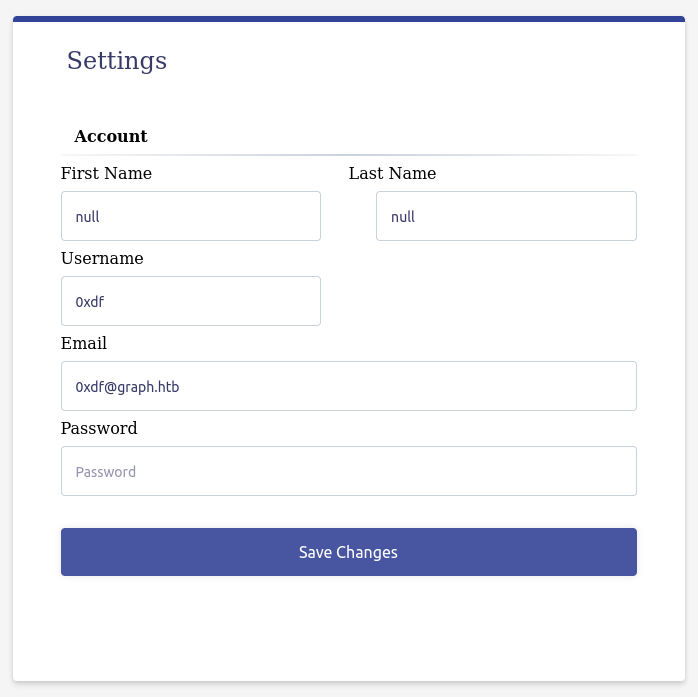 Settings
Account
First Name Last Name
null null
Username
0xdf
Email
0xdf@graph.htb
Password
Password
Save Changes